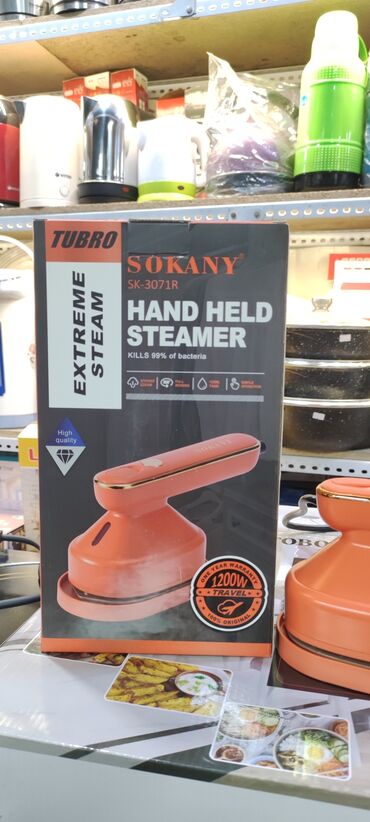 TUBRO
EXTREME
STEAM
SOKANY®
SK-3071R
HAND HELD
STEAMER
KILLS 99% of bacteria
High
quality
SOKANY
ONE YEAR WARRANTY
1200W
TRAVEL
100% ORIGINAL